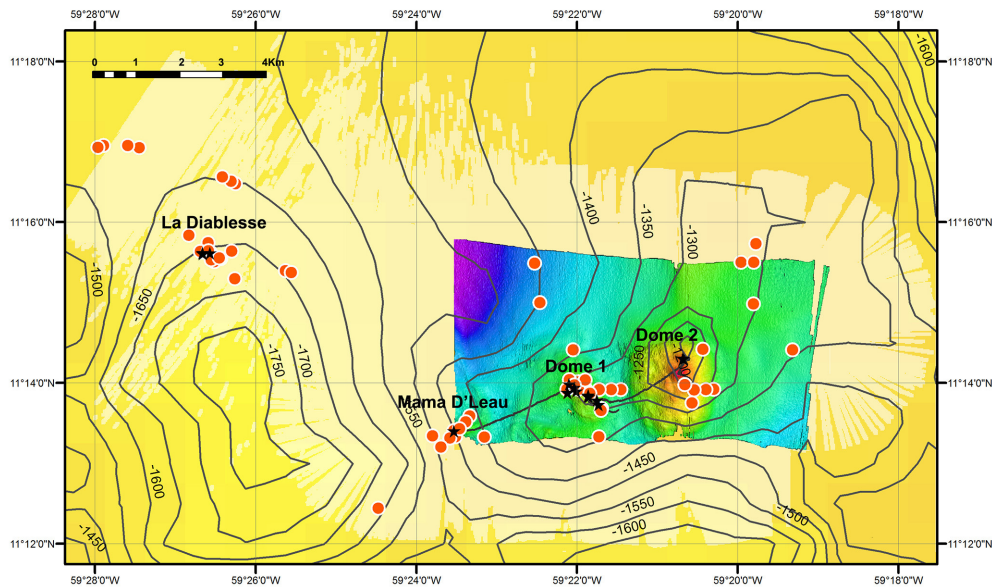 59°28'0"W 59°26'0"W 59°24'0"W 59°22'0"W 59°20'0"W 59°18'0"W
11°18'0"N 11°18'0"N
0 1 2 3 4Km
-1600
11°16'0"N 11°16'0"N
La Diablesse
-1400
-1350
-1300
-1500
-1650
-1750
-1700
Dome 2
-1250
-1200
Dome 1
11°14'0"N 11°14'0"N
Mama D'Leau
-1550
-1450
-1600
-1550
-1500
-1600
-1450
11°12'0"N 11°12'0"N
59°28'0"W 59°26'0"W 59°24'0"W 59°22'0"W 59°20'0"W 59°18'0"W